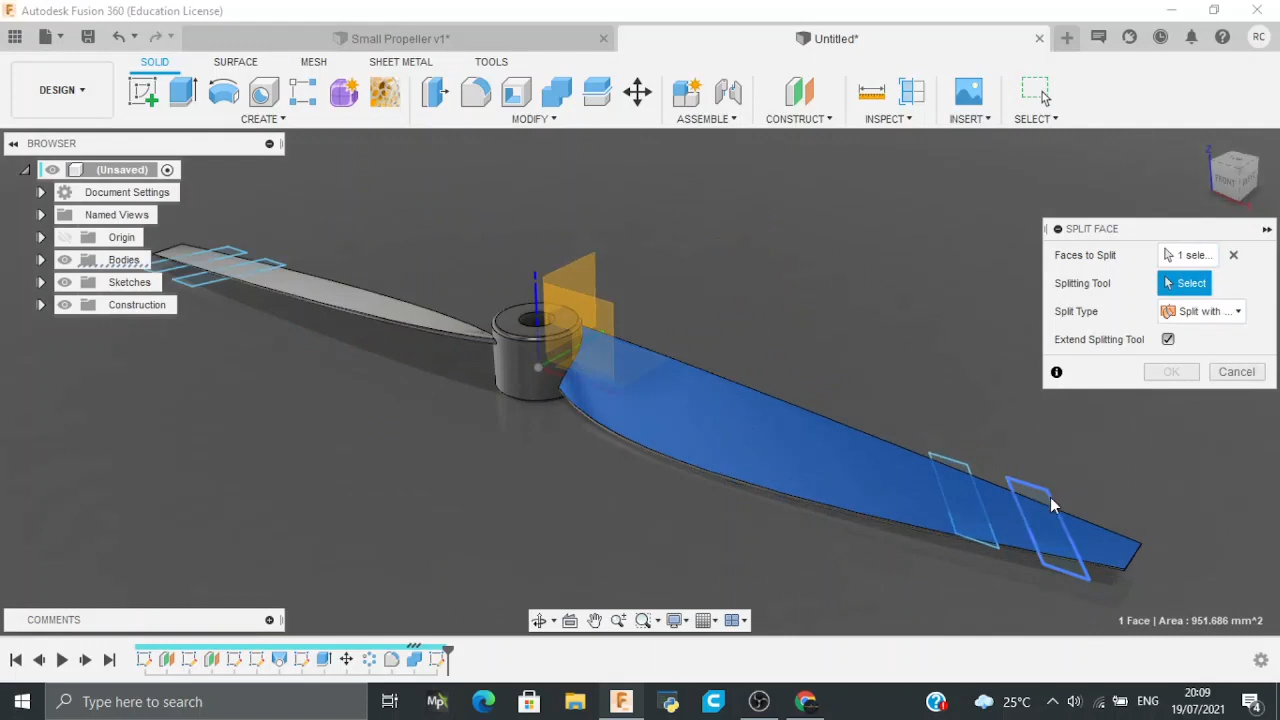 Autodesk Fusion 360 (Education License)
Small Propeller v1*
Untitled*
RC
DESIGN
SOLID
SURFACE
MESH
SHEET METAL
TOOLS
CREATE
MODIFY
ASSEMBLE
CONSTRUCT
INSPECT
INSERT
SELECT
BROWSER
(Unsaved)
Document Settings
Named Views
Origin
Bodies
Sketches
Construction
Z
FRONT
SPLIT FACE
Faces to Split
1 sele...
Splitting Tool
Select
Split Type
Split with ...
Extend Splitting Tool
OK
Cancel
COMMENTS
1 Face | Area : 951.686 mm^2
Type here to search
Mp
25°C
ENG
20:09
19/07/2021
4